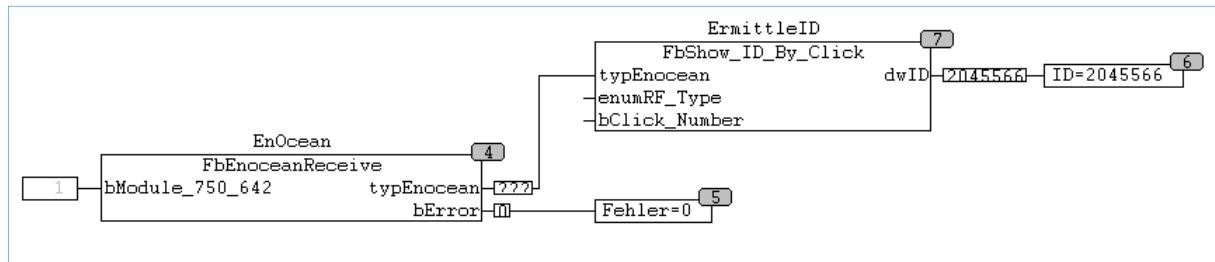 ErmittleID
7
FbShow_ID_By_Click
typEnocean dwID 2045566 ID=2045566 6
enumRF_Type
bClick_Number
EnOcean
4
FbEnoceanReceive
1 bModule_750_642 typEnocean ???
bError 0 Fehler=0 5